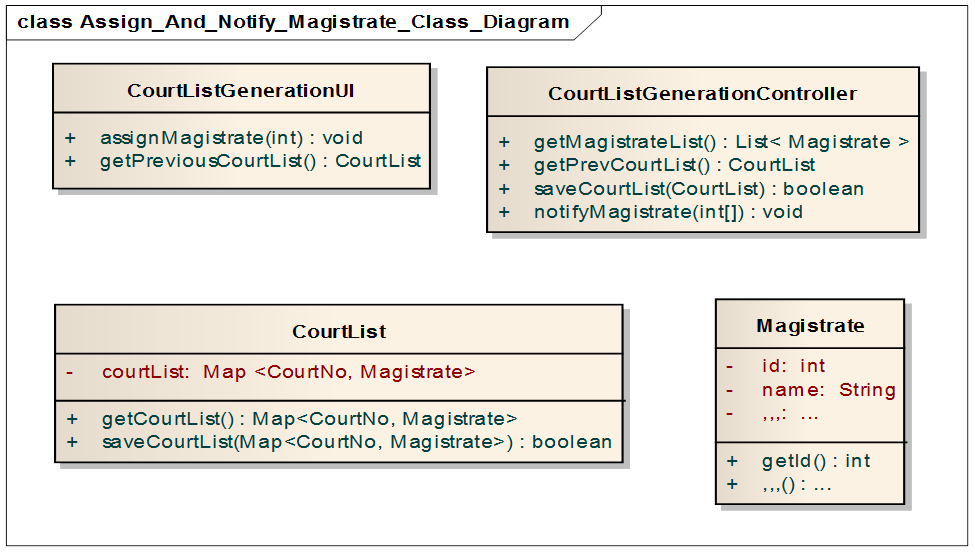 class Assign_And_Notify_Magistrate_Class_Diagram
CourtListGenerationUI
+ assignMagistrate(int) : void
+ getPreviousCourtList() : CourtList
CourtListGenerationController
+ getMagistrateList() : List< Magistrate >
+ getPrevCourtList() : CourtList
+ saveCourtList(CourtList) : boolean
+ notifyMagistrate(int[]) : void
CourtList
- courtList: Map <CourtNo, Magistrate>
+ getCourtList() : Map<CourtNo, Magistrate>
+ saveCourtList(Map<CourtNo, Magistrate>) : boolean
Magistrate
- id: int
- name: String
- ,,,: ...
+ getId() : int
+ ,,,() : ...